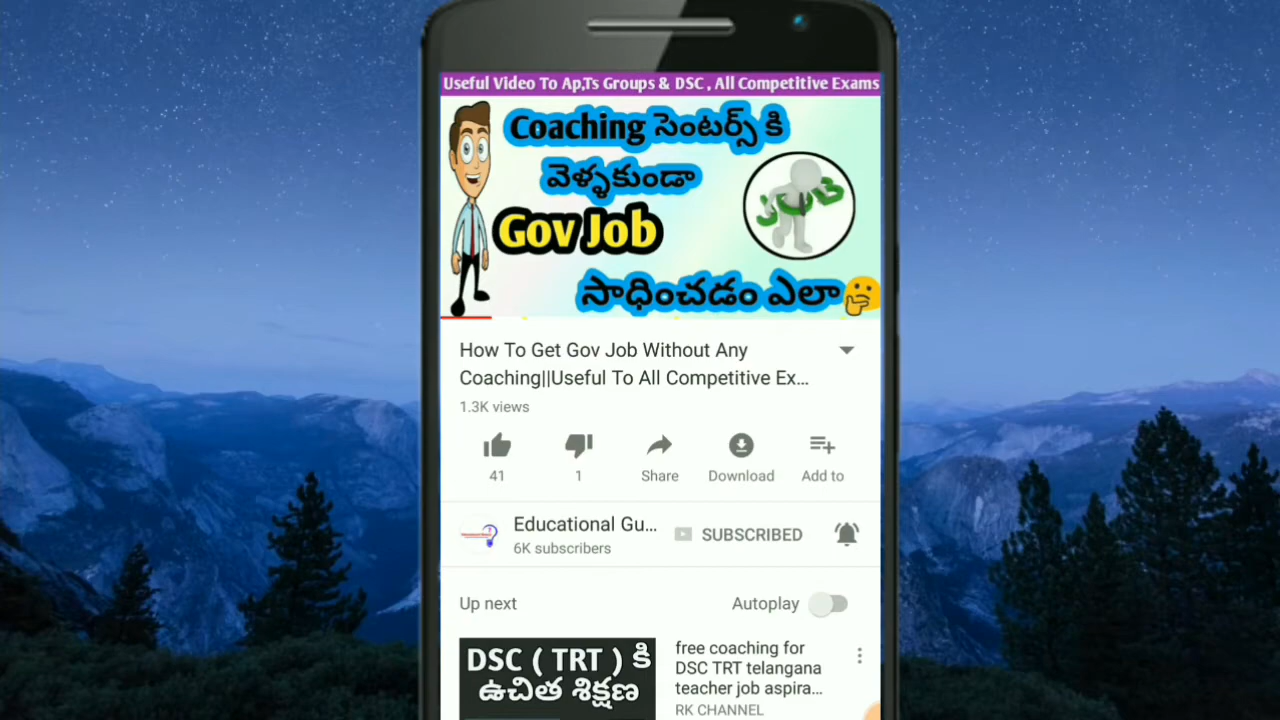 Useful Video To Ap,Ts Groups & DSC , All Competitive Exams
Coaching సెంటర్స్ కి
వెళ్ళకుండా
JOB
Gov Job
సాధించడం ఎలా
How To Get Gov Job Without Any
Coaching||Useful To All Competitive Ex...
1.3K views
41
1
Share
Download
Add to
Educational Gu...
SUBSCRIBED
6K subscribers
Up next
Autoplay
DSC ( TRT ) కి
ఉచిత శిక్షణ
free coaching for
DSC TRT telangana
teacher job aspira...
RK CHANNEL